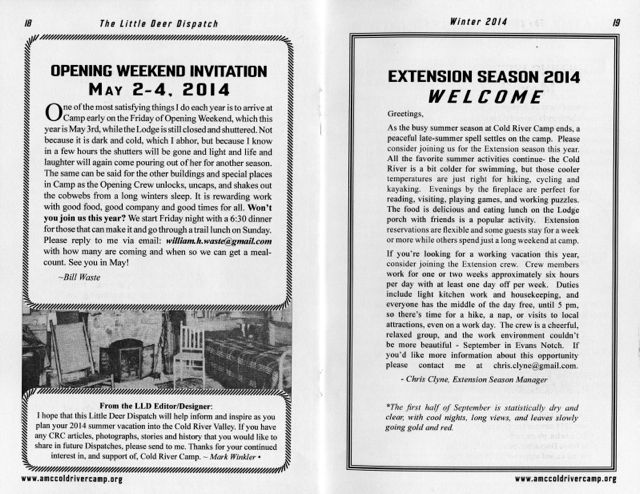 18
The Little Deer Dispatch
OPENING WEEKEND INVITATION
MAY 2-4, 2014
One of the most satisfying things I do each year is to arrive at
Camp early on the Friday of Opening Weekend, which this
year is May 3rd, while the Lodge is still closed and shuttered. Not
because it is dark and cold, which I abhor, but because I know
in a few hours the shutters will be gone and light and life and
laughter will again come pouring out of her for another season.
The same can be said for the other buildings and special places
in Camp as the Opening Crew unlocks, uncaps, and shakes out
the cobwebs from a long winters sleep. It is rewarding work
with good food, good company and good times for all. Won't
you join us this year? We start Friday night with a 6:30 dinner
for those that can make it and go through a trail lunch on Sunday.
Please reply to me via email: william.h.waste@gmail.com
with how many are coming and when so we can get a meal-
count. See you in May!
~Bill Waste
From the LLD Editor/Designer:
I hope that this Little Deer Dispatch will help inform and inspire as you
plan your 2014 summer vacation into the Cold River Valley. If you have
any CRC articles, photographs, stories and history that you would like to
share in future Dispatches, please send to me. Thanks for your continued
interest in, and support of, Cold River Camp. ~ Mark Winkler •
www.amccoldrivercamp.org
Winter 2014
19
EXTENSION SEASON 2014
WELCOME
Greetings,
As the busy summer season at Cold River Camp ends, a
peaceful late-summer spell settles on the camp. Please
consider joining us for the Extension season this year.
All the favorite summer activities continue- the Cold
River is a bit colder for swimming, but those cooler
temperatures are just right for hiking, cycling and
kayaking. Evenings by the fireplace are perfect for
reading, visiting, playing games, and working puzzles.
The food is delicious and eating lunch on the Lodge
porch with friends is a popular activity. Extension
reservations are flexible and some guests stay for a week
or more while others spend just a long weekend at camp.
If you're looking for a working vacation this year,
consider joining the Extension crew. Crew members
work for one or two weeks approximately six hours
per day with at least one day off per week. Duties
include light kitchen work and housekeeping, and
everyone has the middle of the day free, until 5 pm,
so there's time for a hike, a nap, or visits to local
attractions, even on a work day. The crew is a cheerful,
relaxed group, and the work environment couldn't
be more beautiful - September in Evans Notch. If
you'd like more information about this opportunity
please contact me at chris.clyne@gmail.com.
- Chris Clyne, Extension Season Manager
*The first half of September is statistically dry and
clear, with cool nights, long views, and leaves slowly
going gold and red.
www.amccoldrivercamp.org